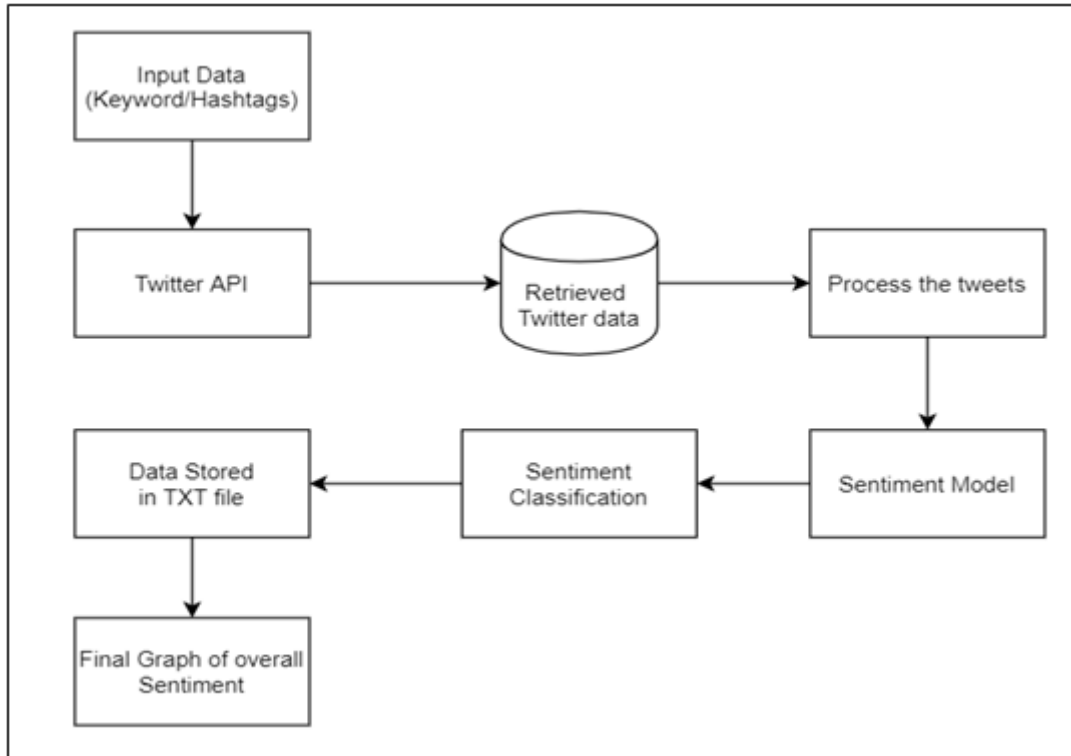 Input Data
(Keyword/Hashtags)
Twitter API
Retrieved
Twitter data
Process the tweets
Data Stored
in TXT file
Sentiment
Classification
Sentiment Model
Final Graph of overall
Sentiment